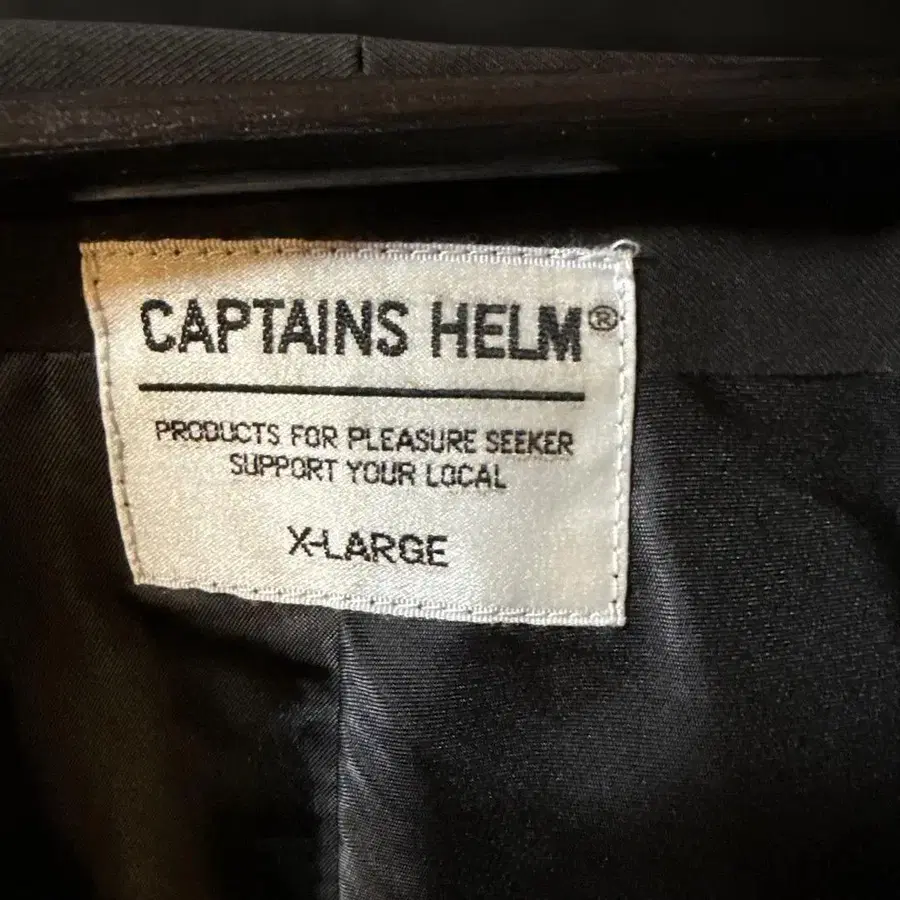 CAPTAINS HELM®
PRODUCTS FOR PLEASURE SEEKER
SUPPORT YOUR LOCAL
X-LARGE